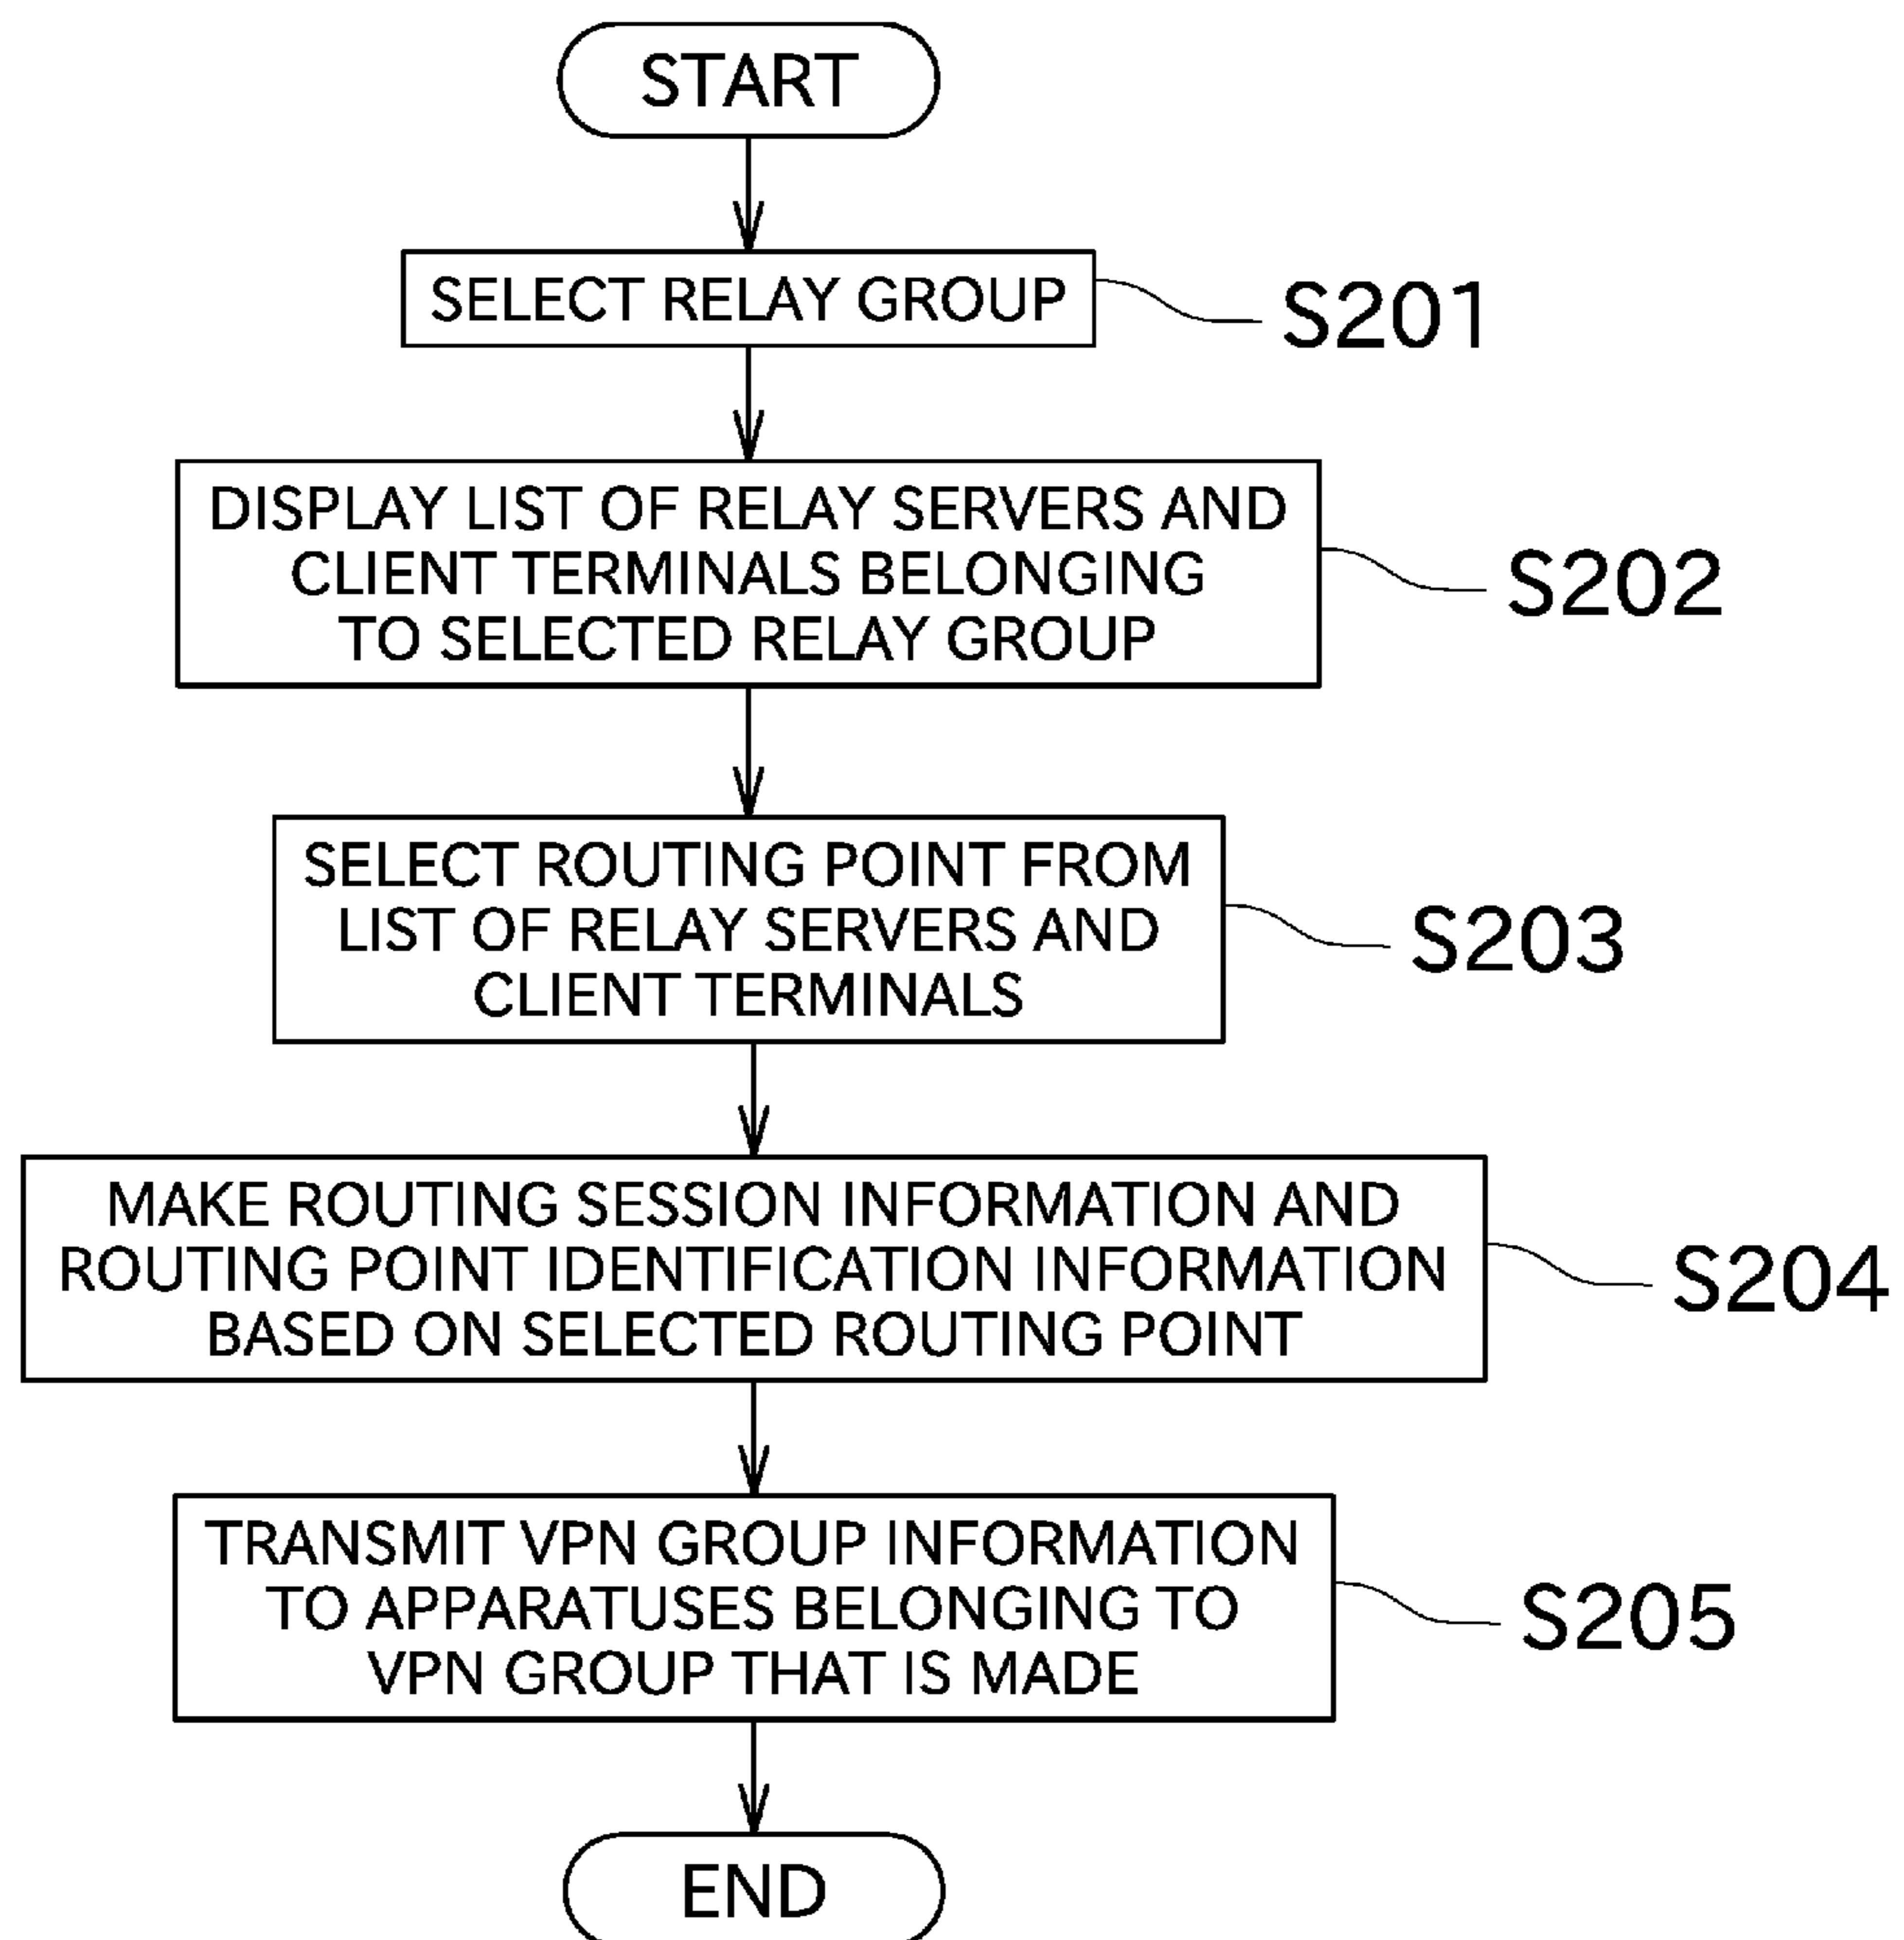 START
SELECT RELAY GROUP
S201
DISPLAY LIST OF RELAY SERVERS AND
CLIENT TERMINALS BELONGING
TO SELECTED RELAY GROUP
S202
SELECT ROUTING POINT FROM
LIST OF RELAY SERVERS AND
CLIENT TERMINALS
S203
MAKE ROUTING SESSION INFORMATION AND
ROUTING POINT IDENTIFICATION INFORMATION
BASED ON SELECTED ROUTING POINT
S204
TRANSMIT VPN GROUP INFORMATION
TO APPARATUSES BELONGING TO
VPN GROUP THAT IS MADE
S205
END